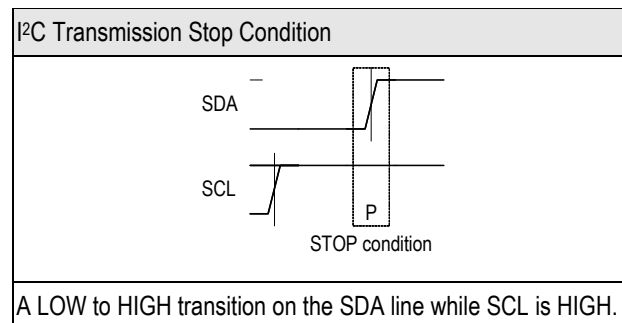 I²C Transmission Stop Condition
SDA
SCL
P
STOP condition
A LOW to HIGH transition on the SDA line while SCL is HIGH.